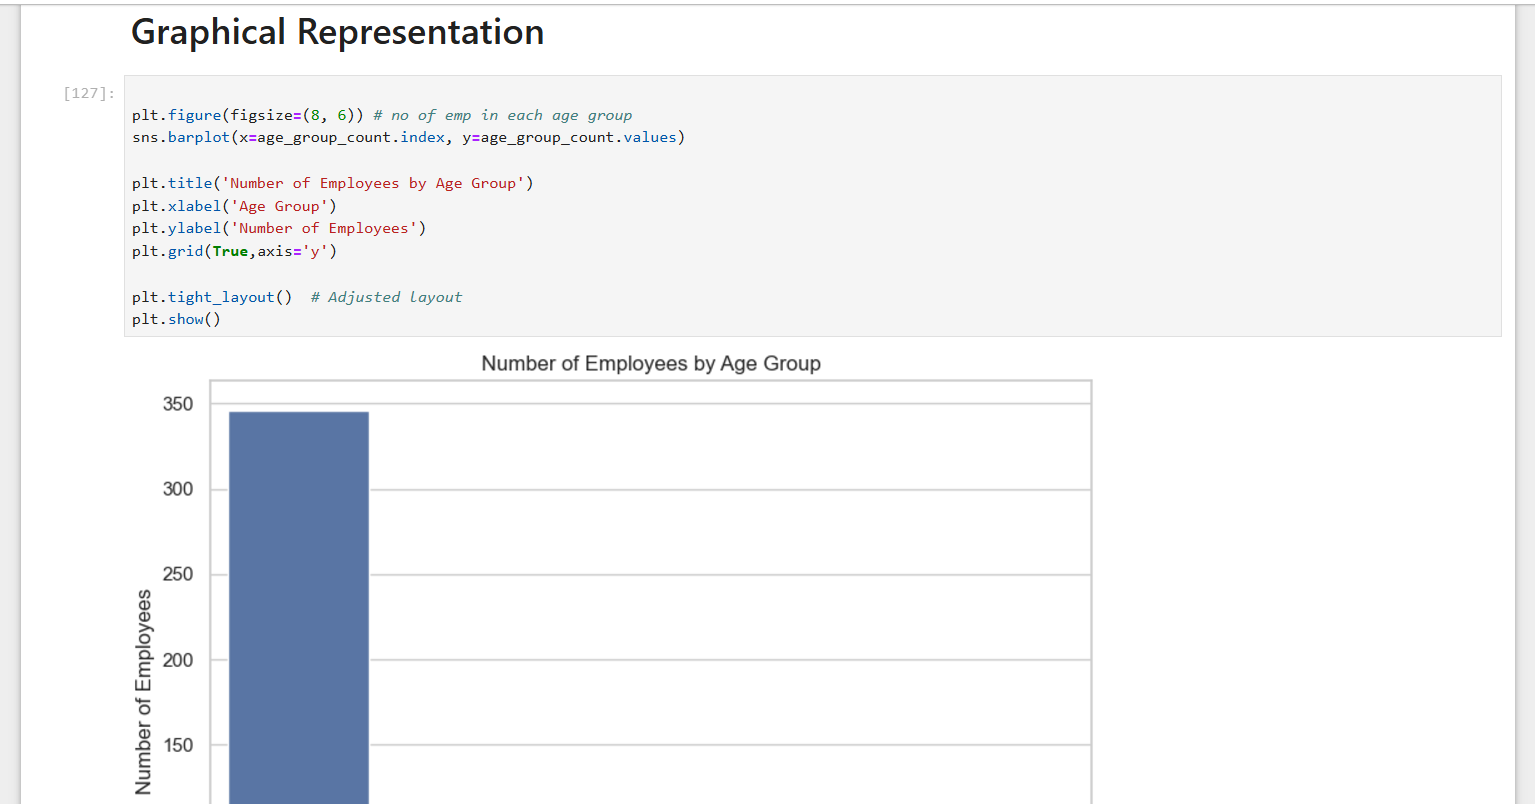 Graphical Representation
[127]:
plt.figure(figsize=(8, 6)) # no of emp in each age group
sns.barplot(x=age_group_count.index, y=age_group_count.values)
plt.title('Number of Employees by Age Group')
plt.xlabel('Age Group')
plt.ylabel('Number of Employees')
plt.grid(True,axis='y')
plt.tight_layout()  # Adjusted layout
plt.show()
Number of Employees by Age Group
350
300
250
200
150
Number of Employees